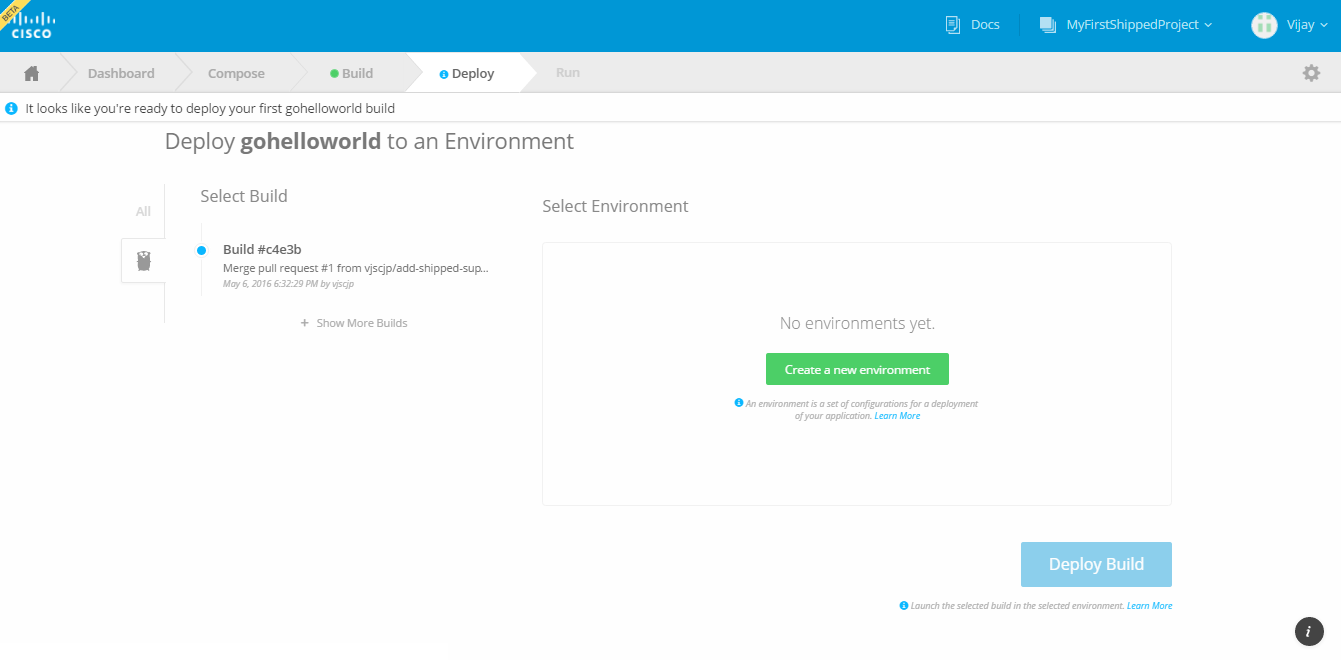 BETA
CISCO
Docs
MyFirstShippedProject
Vijay
Dashboard
Compose
Build
Deploy
Run
It looks like you're ready to deploy your first gohelloworld build
Deploy gohelloworld to an Environment
All
Select Build
Build #c4e3b
Merge pull request #1 from vjscjp/add-shipped-sup...
May 6, 2016 6:32:29 PM by vjscjp
+ Show More Builds
Select Environment
No environments yet.
Create a new environment
An environment is a set of configurations for a deployment
of your application. Learn More
Deploy Build
Launch the selected build in the selected environment. Learn More